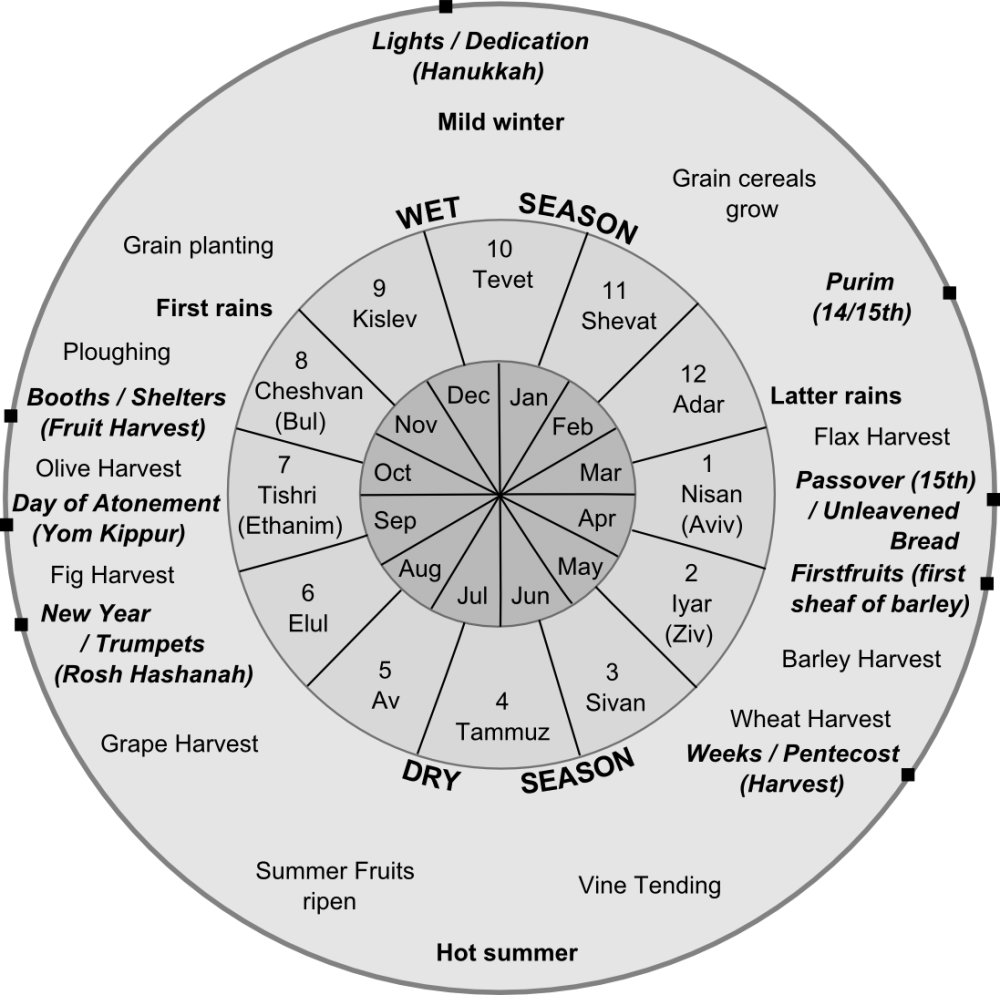 Lights / Dedication
(Hanukkah)
Mild winter
Grain cereals
grow
WET SEASON
Grain planting
First rains
Ploughing
Booths / Shelters
(Fruit Harvest)
Olive Harvest
Day of Atonement
(Yom Kippur)
Fig Harvest
New Year
/ Trumpets
(Rosh Hashanah)
Grape Harvest
Summer Fruits
ripen
Hot summer
Vine Tending
DRY SEASON
Purim
(14/15th)
Latter rains
Flax Harvest
Passover (15th)
/ Unleavened
Bread
Firstfruits (first
sheaf of barley)
Barley Harvest
Wheat Harvest
Weeks / Pentecost
(Harvest)
1
Nisan
(Aviv)
2
Iyar
(Ziv)
3
Sivan
4
Tammuz
5
Av
6
Elul
7
Tishri
(Ethanim)
8
Cheshvan
(Bul)
9
Kislev
10
Tevet
11
Shevat
12
Adar
Jan
Feb
Mar
Apr
May
Jun
Jul
Aug
Sep
Oct
Nov
Dec